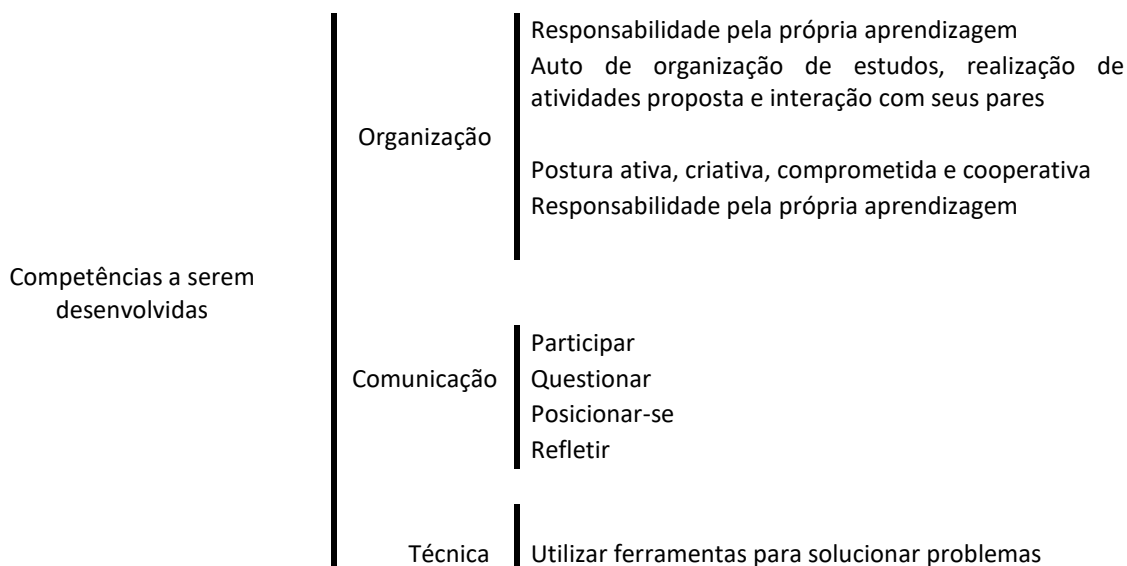 Competências a serem
desenvolvidas
Organização
Responsabilidade pela própria aprendizagem
Auto de organização de estudos, realização de
atividades proposta e interação com seus pares
Postura ativa, criativa, comprometida e cooperativa
Responsabilidade pela própria aprendizagem
Comunicação
Participar
Questionar
Posicionar-se
Refletir
Técnica
Utilizar ferramentas para solucionar problemas